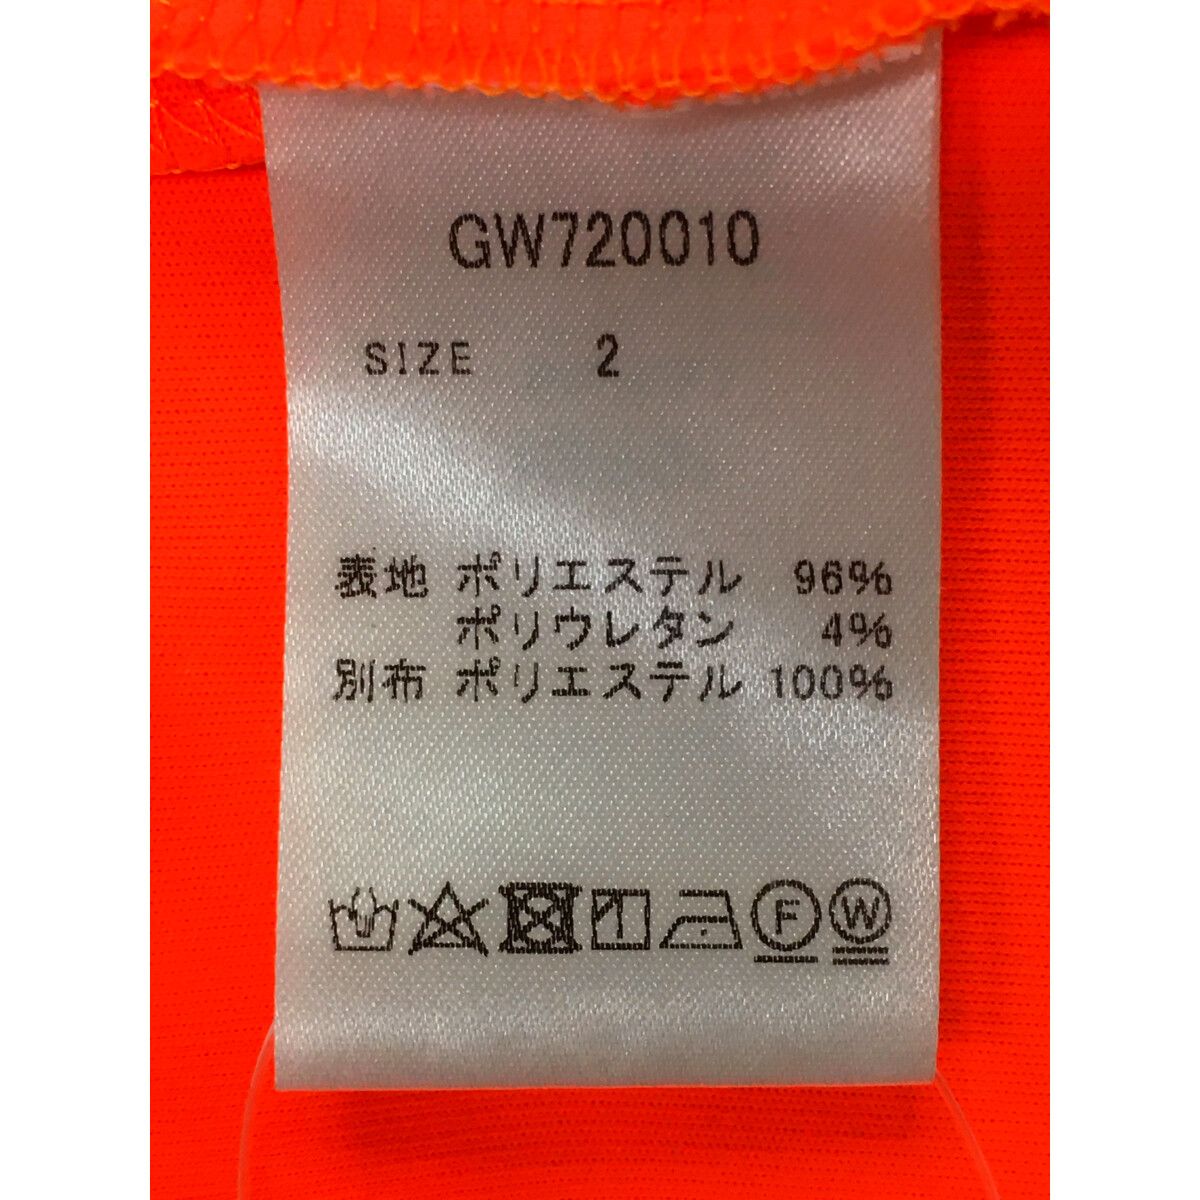 GW720010
SIZE 2
表地 ポリエステル 96%
ポリウレタン 4%
別布 ポリエステル 100%
F W